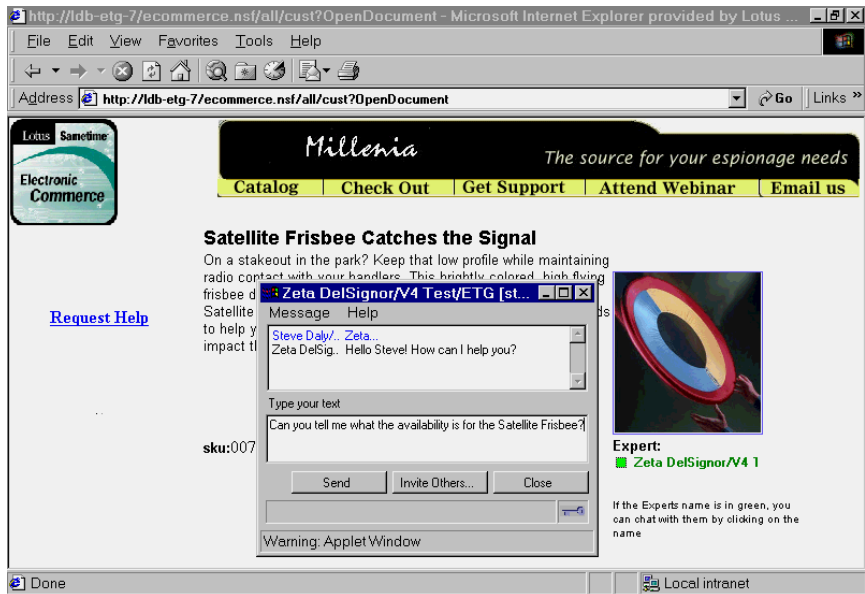 http://ldb-etg-7/ecommerce.nsf/all/cust?OpenDocument - Microsoft Internet Explorer provided by Lotus ...
File Edit View Favorites Tools Help
Address http://ldb-etg-7/ecommerce.nsf/all/cust?OpenDocument Go Links »
Lotus Sametime
Electronic
Commerce
Millenia
The source for your espionage needs
Catalog Check Out Get Support Attend Webinar Email us
Satellite Frisbee Catches the Signal
On a stakeout in the park? Keep that low profile while maintaining
radio contact with your handlers. This brightly colored, high flying
frisbee d
Satellite
to help y
impact th
Request Help
Zeta DelSignor/V4 Test/ETG [st...
Message Help
Steve Daly/.. Zeta...
Zeta DelSig.. Hello Steve! How can I help you?
Type your text
Can you tell me what the availability is for the Satellite Frisbee?
Send Invite Others... Close
Warning: Applet Window
sku:007
Expert:
Zeta DelSignor/V4 1
If the Experts name is in green, you
can chat with them by clicking on the
name
Done Local intranet